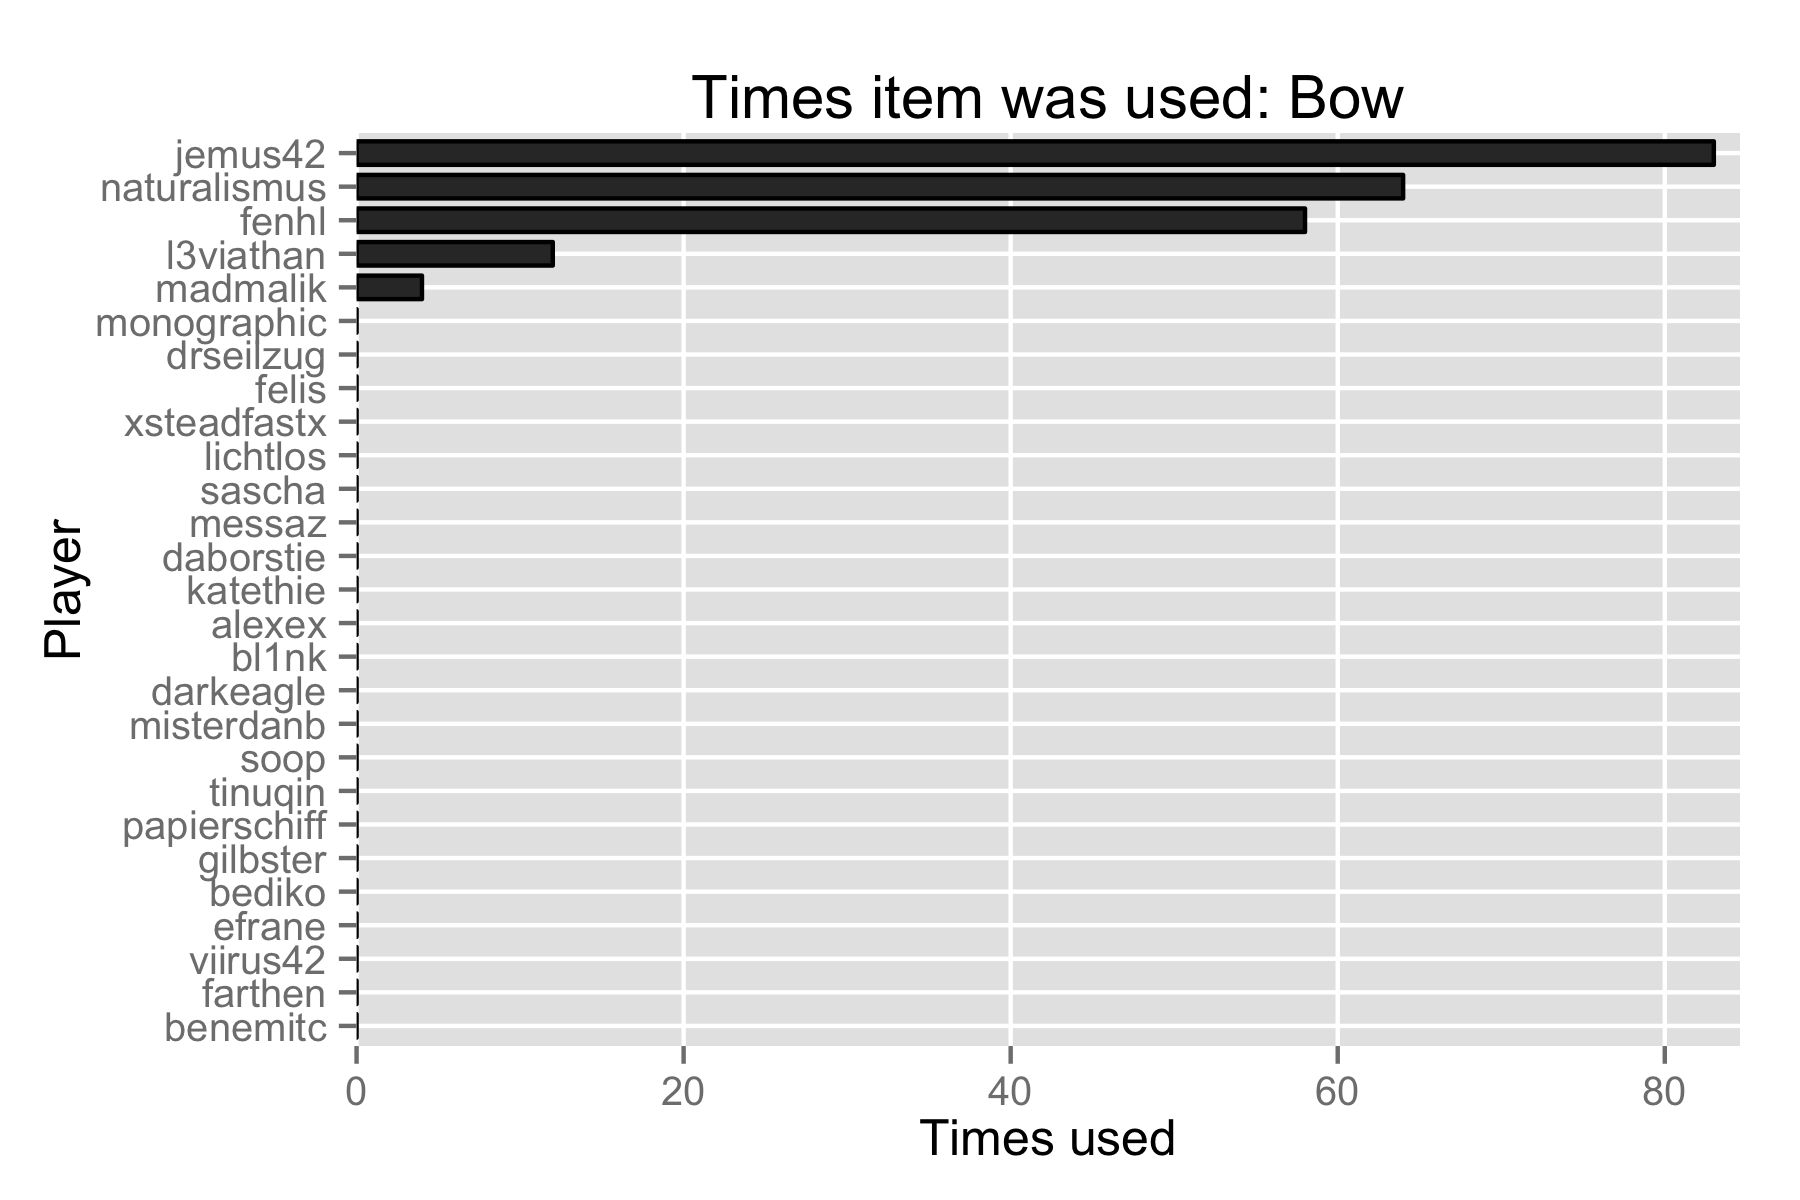 Times item was used: Bow
jemus42
naturalismus
fenhl
l3viathan
madmalik
monographic
drseilzug
felis
xsteadfastx
lichtlos
sascha
messaz
daborstie
katethie
alexex
bl1nk
darkeagle
misterdanb
soop
tinuqin
papierschiff
gilbster
bediko
efrane
viirus42
farthen
benemitc
Player
0 20 40 60 80
Times used